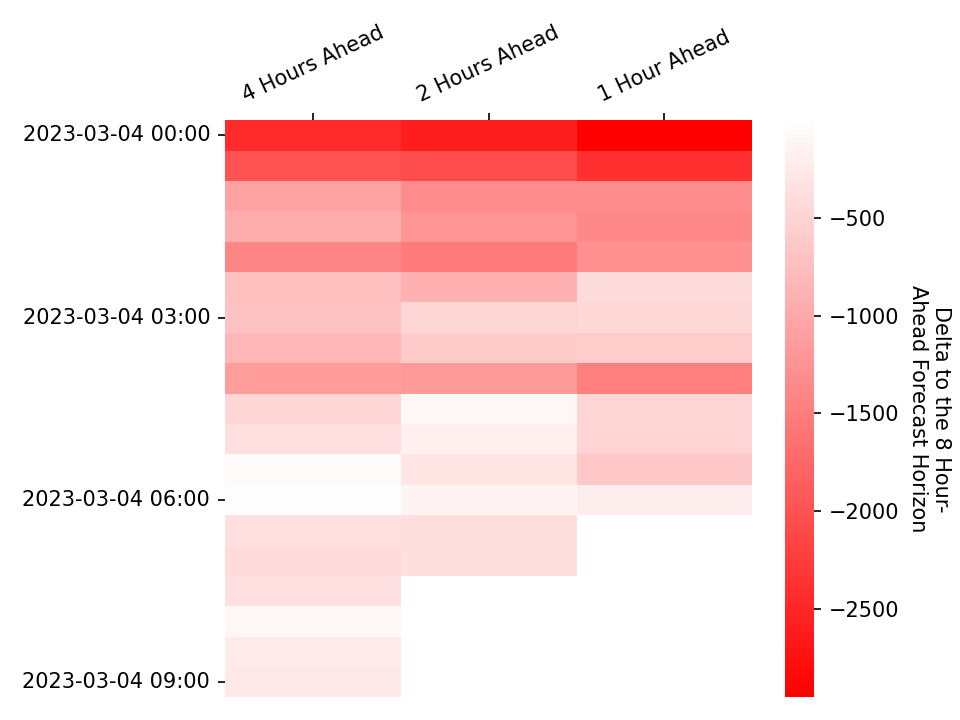 4 Hours Ahead
2 Hours Ahead
1 Hour Ahead
2023-03-04 00:00
2023-03-04 03:00
2023-03-04 06:00
2023-03-04 09:00
−500
−1000
−1500
−2000
−2500
Delta to the 8 Hour-
Ahead Forecast Horizon